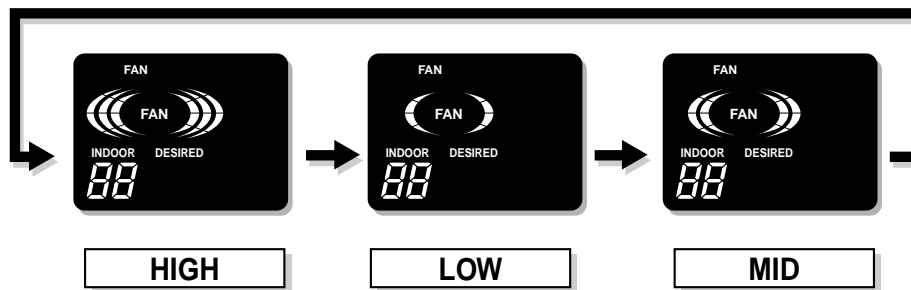 FAN FAN FAN
FAN FAN FAN
INDOOR DESIRED INDOOR DESIRED INDOOR DESIRED
88 88 88
HIGH LOW MID